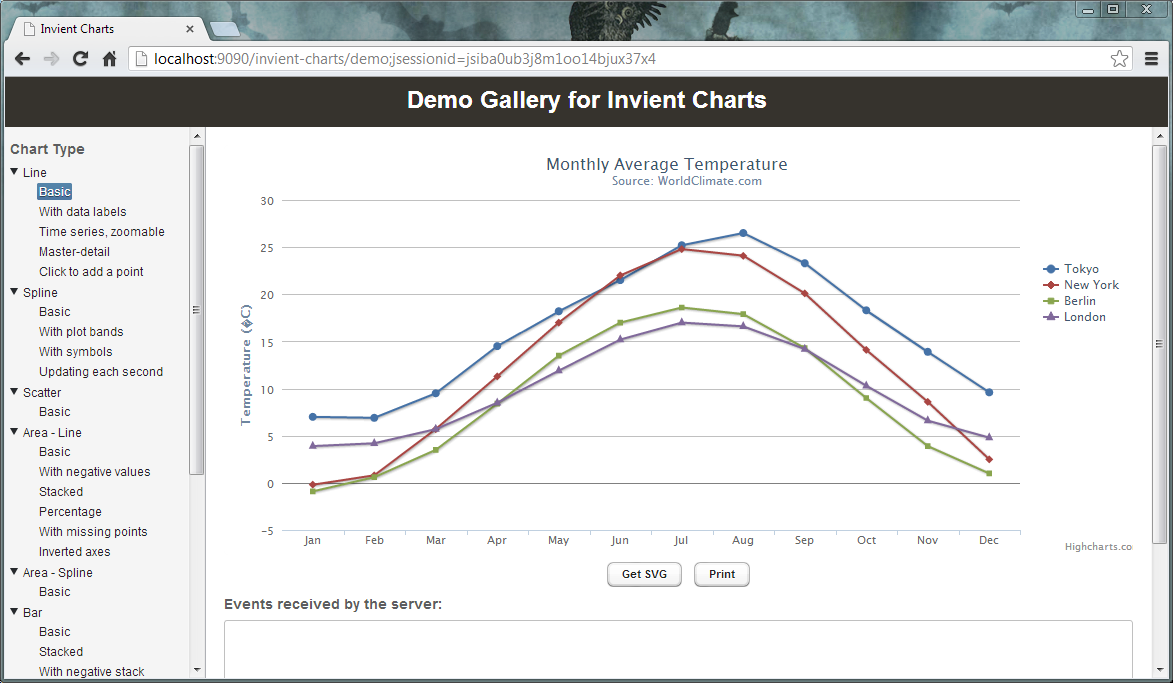 Invient Charts
localhost:9090/invient-charts/demo;jsessionid=jsiba0ub3j8m1oo14bjux37x4
Demo Gallery for Invient Charts
Chart Type
Line
Basic
With data labels
Time series, zoomable
Master-detail
Click to add a point
Spline
Basic
With plot bands
With symbols
Updating each second
Scatter
Basic
Area - Line
Basic
With negative values
Stacked
Percentage
With missing points
Inverted axes
Area - Spline
Basic
Bar
Basic
Stacked
With negative stack
Monthly Average Temperature
Source: WorldClimate.com
Temperature (�C)
30
25
20
15
10
5
0
−5
Jan Feb Mar Apr May Jun Jul Aug Sep Oct Nov Dec
Tokyo
New York
Berlin
London
Highcharts.co
Get SVG Print
Events received by the server: